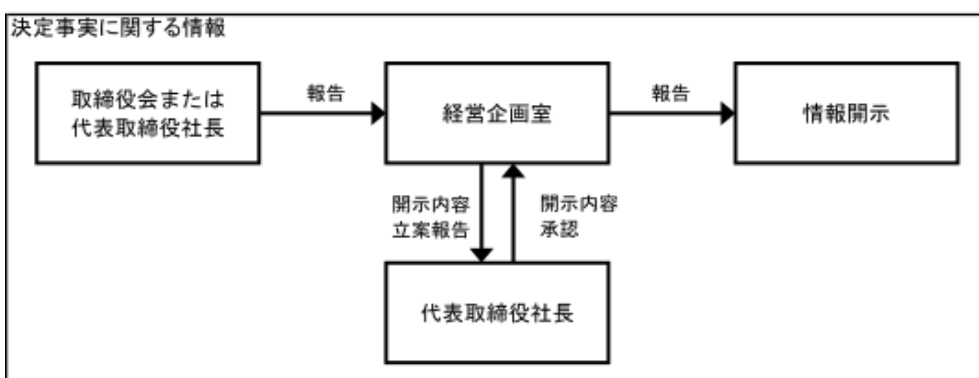 決定事実に関する情報
取締役会または
代表取締役社長
報告
経営企画室
報告
情報開示
開示内容
立案報告
開示内容
承認
代表取締役社長